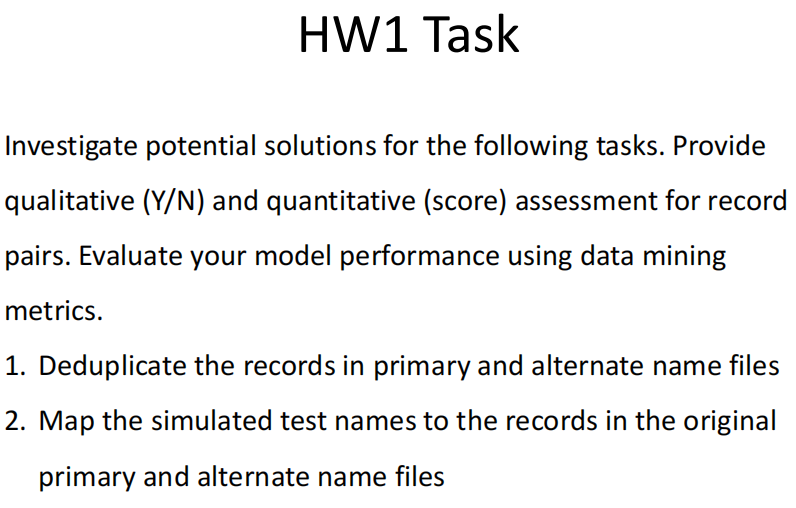 HW1 Task
Investigate potential solutions for the following tasks. Provide
qualitative (Y/N) and quantitative (score) assessment for record
pairs. Evaluate your model performance using data mining
metrics.
1. Deduplicate the records in primary and alternate name files
2. Map the simulated test names to the records in the original
primary and alternate name files